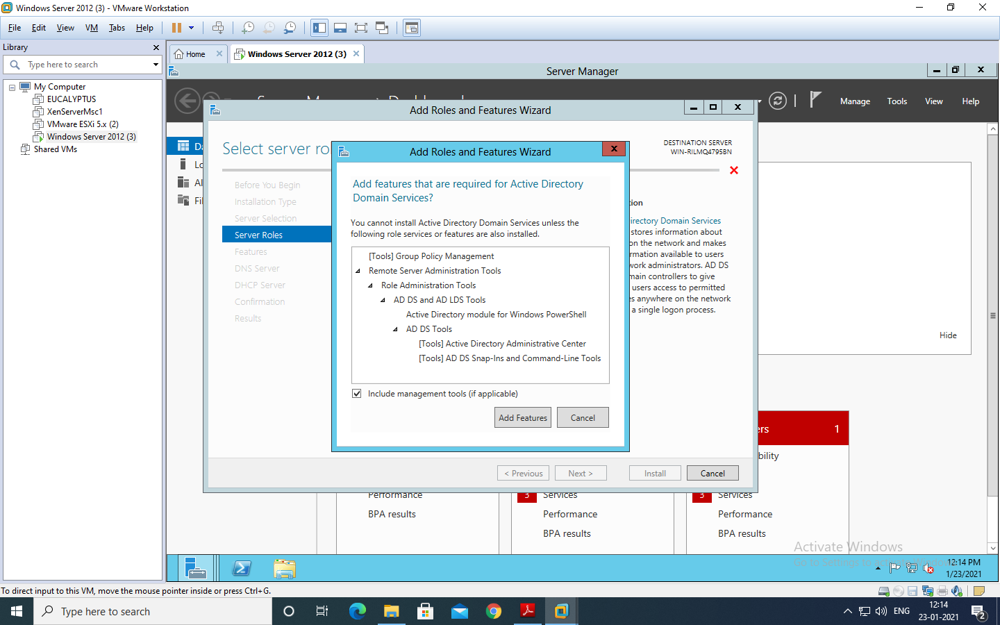 Windows Server 2012 (3) - VMware Workstation
File Edit View VM Tabs Help
Library
Type here to search
My Computer
EUCALYPTUS
XenServerMsc1
VMware ESXi 5.x (2)
Windows Server 2012 (3)
Shared VMs
Home
Windows Server 2012 (3)
Server Manager
Manage Tools View Help
Add Roles and Features Wizard
Select server ro
DESTINATION SERVER
WIN-RILMQ4795BN
Before You Begin
Installation Type
Server Selection
Server Roles
Features
DNS Server
DHCP Server
Confirmation
Results
Add Roles and Features Wizard
Add features that are required for Active Directory
Domain Services?
You cannot install Active Directory Domain Services unless the
following role services or features are also installed.
[Tools] Group Policy Management
Remote Server Administration Tools
Role Administration Tools
AD DS and AD LDS Tools
Active Directory module for Windows PowerShell
AD DS Tools
[Tools] Active Directory Administrative Center
[Tools] AD DS Snap-Ins and Command-Line Tools
Include management tools (if applicable)
Add Features Cancel
tion
irectory Domain Services
stores information about
on the network and makes
rmation available to users
work administrators. AD DS
main controllers to give
users access to permitted
es anywhere on the network
a single logon process.
Hide
< Previous Next > Install Cancel
ers 1
bility
Performance
BPA results
3 Services
Performance
BPA results
3 Services
Performance
BPA results
Activate Windows
12:14 PM
1/23/2021
To direct input to this VM, move the mouse pointer inside or press Ctrl+G.
Type here to search
ENG
12:14
23-01-2021
2